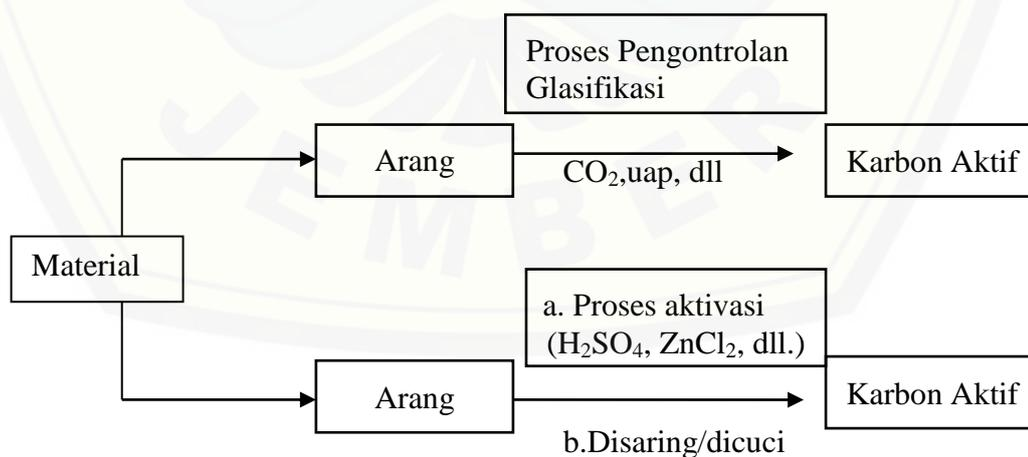 Proses Pengontrolan
Glasifikasi
Arang
CO₂,uap, dll
Karbon Aktif
Material
a. Proses aktivasi
(H₂SO₄, ZnCl₂, dll.)
Arang
Karbon Aktif
b.Disaring/dicuci
JEMBER